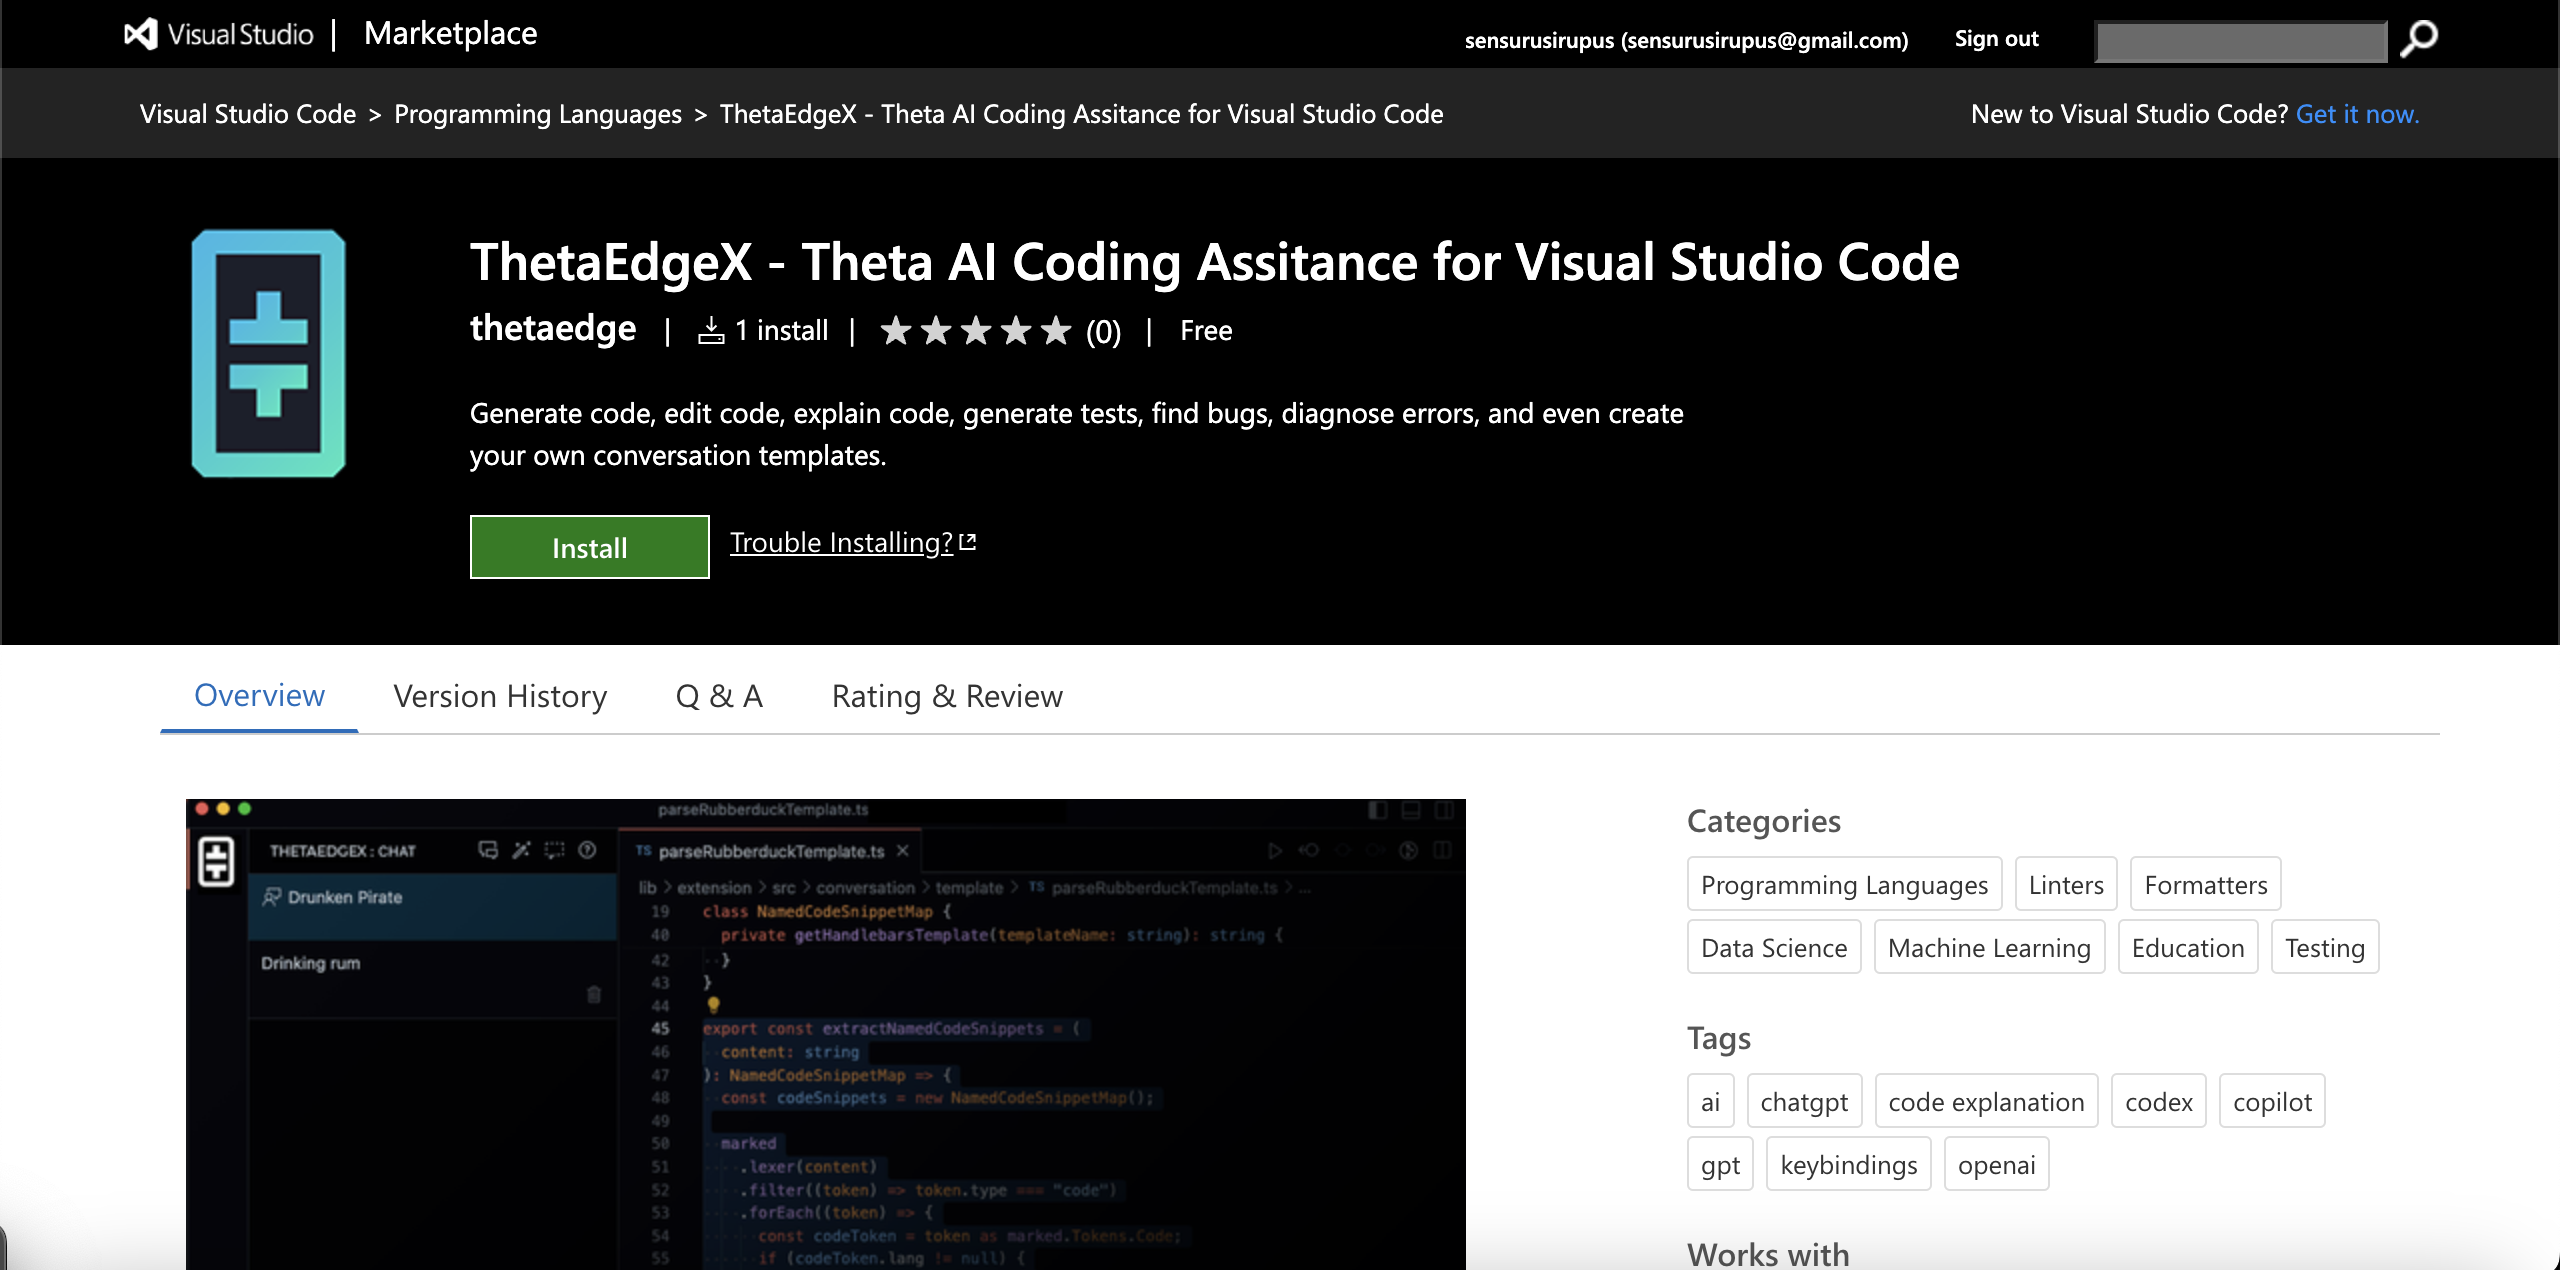 Visual Studio | Marketplace
sensurusirupus (sensurusirupus@gmail.com) Sign out
Visual Studio Code > Programming Languages > ThetaEdgeX - Theta AI Coding Assitance for Visual Studio Code
New to Visual Studio Code? Get it now.
ThetaEdgeX - Theta AI Coding Assitance for Visual Studio Code
thetaedge | 1 install | ★★★★★ (0) | Free
Generate code, edit code, explain code, generate tests, find bugs, diagnose errors, and even create
your own conversation templates.
Install
Trouble Installing?
Overview Version History Q & A Rating & Review
parseRubberduckTemplate.ts
THETAEDGEX : CHAT
Drunken Pirate
Drinking rum
TS parseRubberduckTemplate.ts ×
lib > extension > src > conversation > template > TS parseRubberduckTemplate.ts > ...
19 class NamedCodeSnippetMap {
40 private getHandlebarsTemplate(templateName: string): string {
42 }
43 }
44
45 export const extractNamedCodeSnippets = (
46 content: string
47 ): NamedCodeSnippetMap => {
48 const codeSnippets = new NamedCodeSnippetMap();
49
50 marked
51 .lexer(content)
52 .filter((token) => token.type === "code")
53 .forEach((token) => {
54 const codeToken = token as marked.Tokens.Code;
55 if (codeToken.lang != null) {
Categories
Programming Languages Linters Formatters
Data Science Machine Learning Education Testing
Tags
ai chatgpt code explanation codex copilot
gpt keybindings openai
Works with